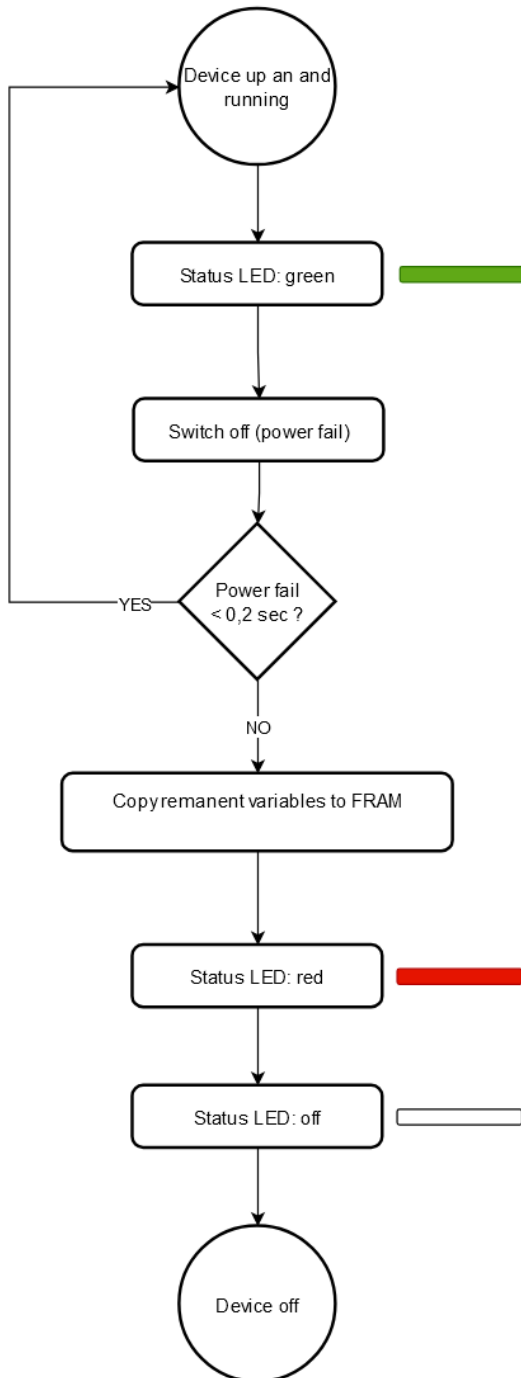 Device up an and
running
Status LED: green
Switch off (power fail)
Power fail
< 0,2 sec ?
YES
NO
Copy remanent variables to FRAM
Status LED: red
Status LED: off
Device off